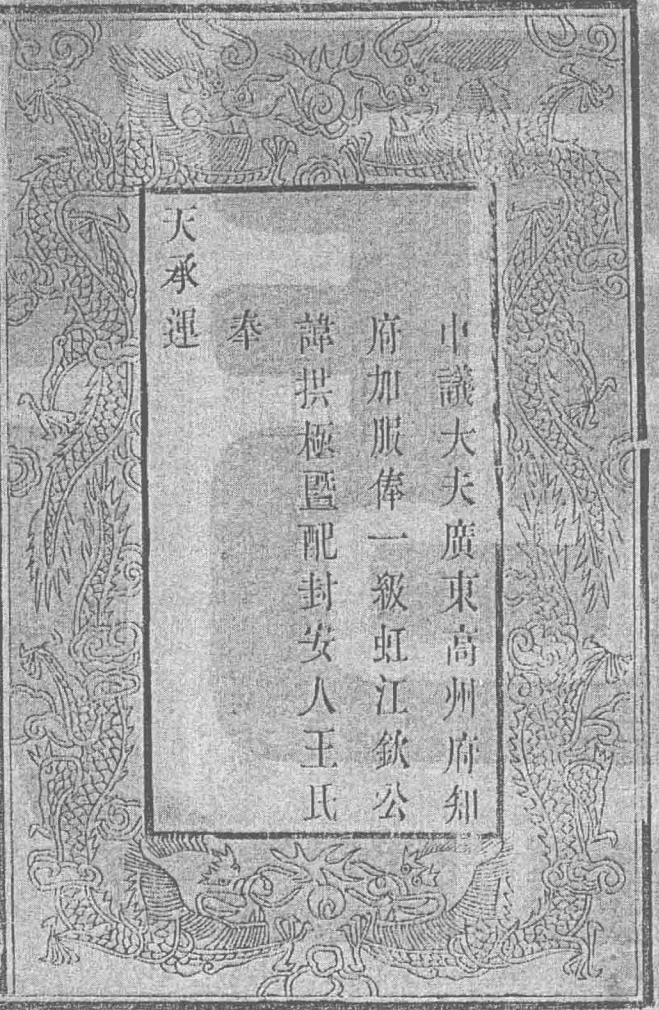 中議大夫廣東高州府知
府加服俸一級虹江欽公
諱拱極暨配封安人王氏
奉
天承運